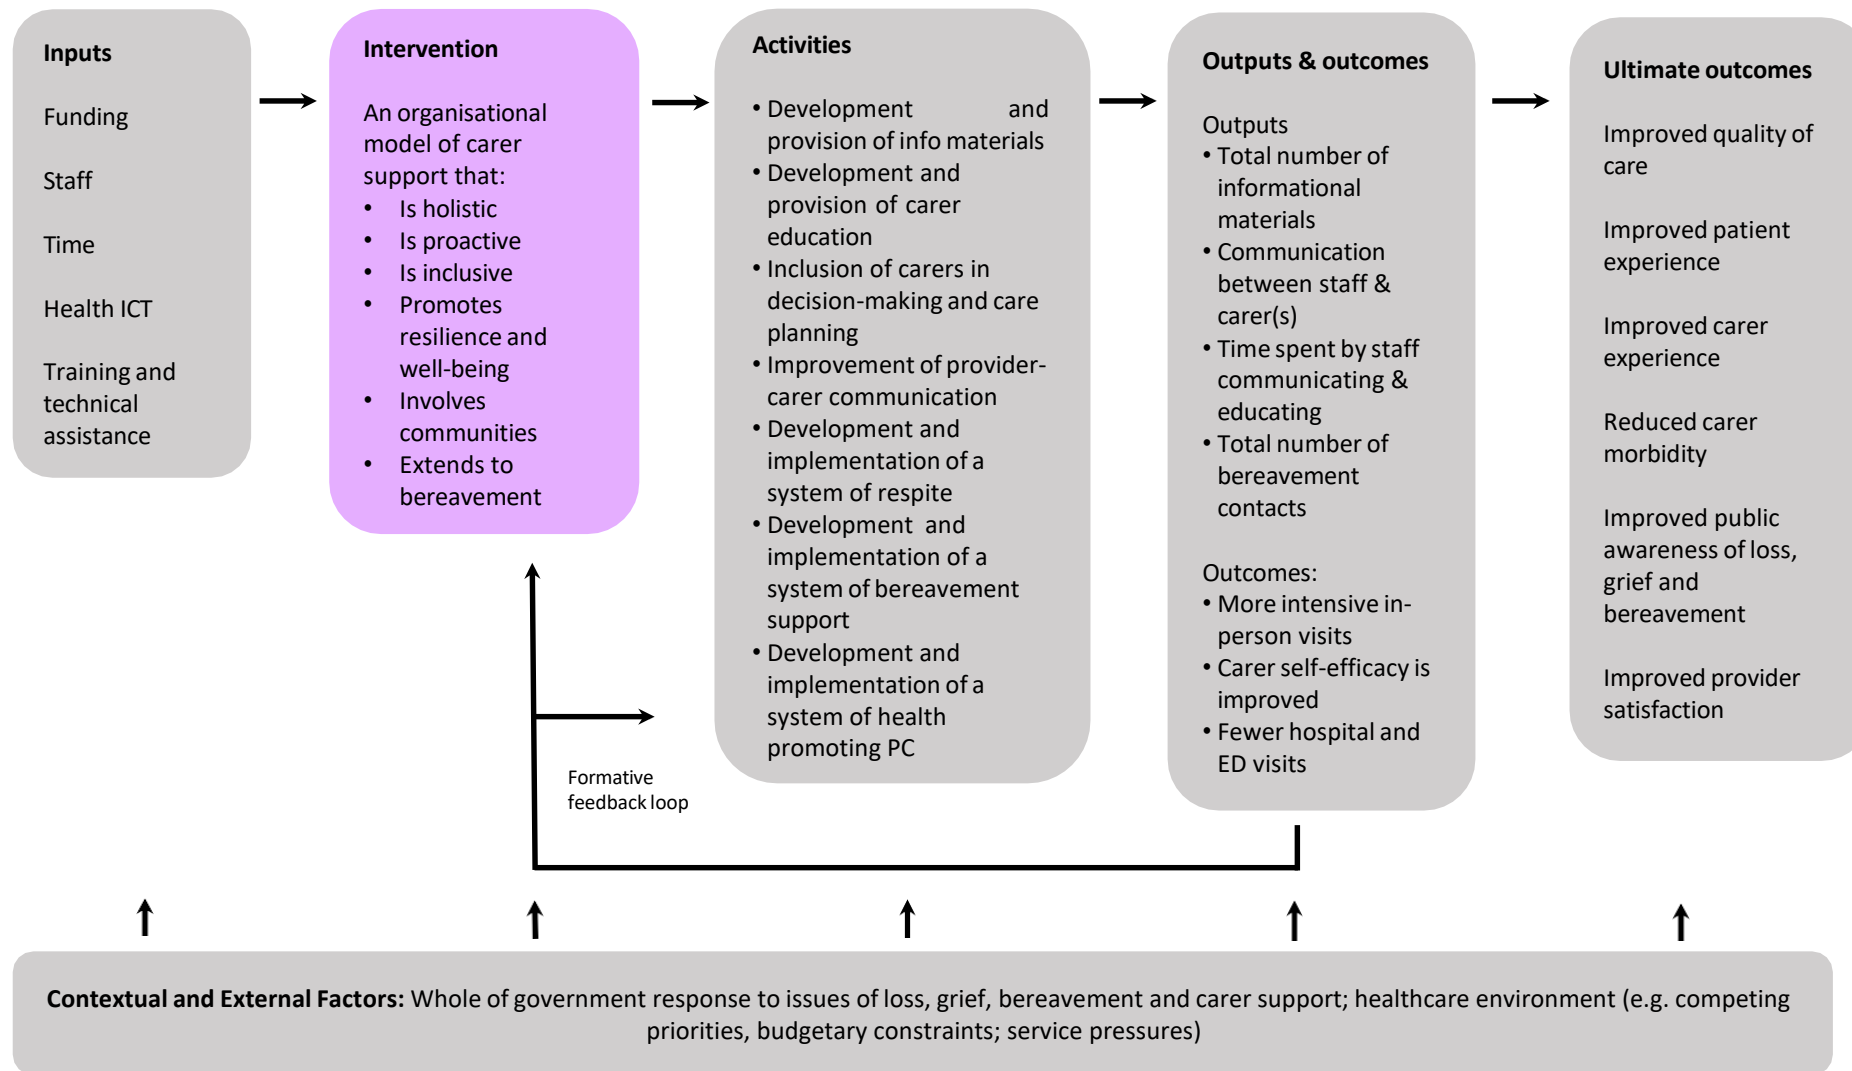 Inputs
Funding
Staff
Time
Health ICT
Training and
technical
assistance
Intervention
An organisational
model of carer
support that:
• Is holistic
• Is proactive
• Is inclusive
• Promotes
resilience and
well-being
• Involves
communities
• Extends to
bereavement
Activities
• Development and
provision of info materials
• Development and
provision of carer
education
• Inclusion of carers in
decision-making and care
planning
• Improvement of provider-
carer communication
• Development and
implementation of a
system of respite
• Development and
implementation of a
system of bereavement
support
• Development and
implementation of a
system of health
promoting PC
Outputs & outcomes
Outputs
• Total number of
informational
materials
• Communication
between staff &
carer(s)
• Time spent by staff
communicating &
educating
• Total number of
bereavement
contacts
Outcomes:
• More intensive in-
person visits
• Carer self-efficacy is
improved
• Fewer hospital and
ED visits
Ultimate outcomes
Improved quality of
care
Improved patient
experience
Improved carer
experience
Reduced carer
morbidity
Improved public
awareness of loss,
grief and
bereavement
Improved provider
satisfaction
Formative
feedback loop
Contextual and External Factors: Whole of government response to issues of loss, grief, bereavement and carer support; healthcare environment (e.g. competing
priorities, budgetary constraints; service pressures)